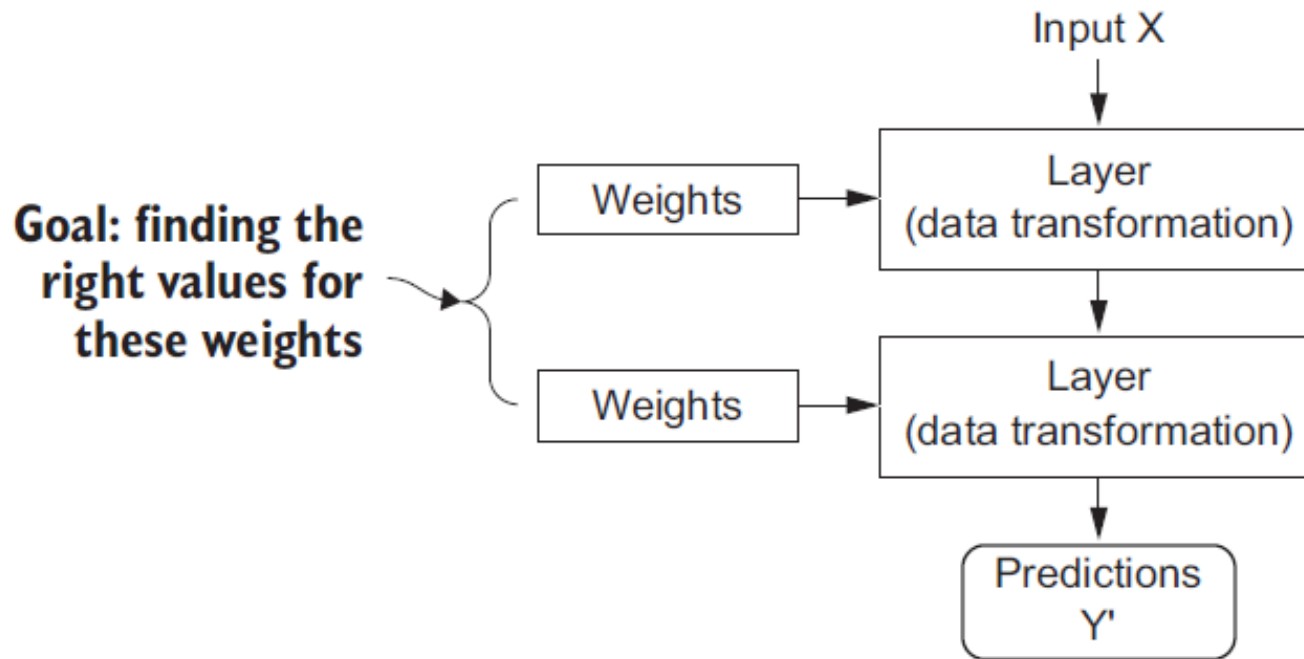 Input X
Goal: finding the
right values for
these weights
Weights
Layer
(data transformation)
Weights
Layer
(data transformation)
Predictions
Y'